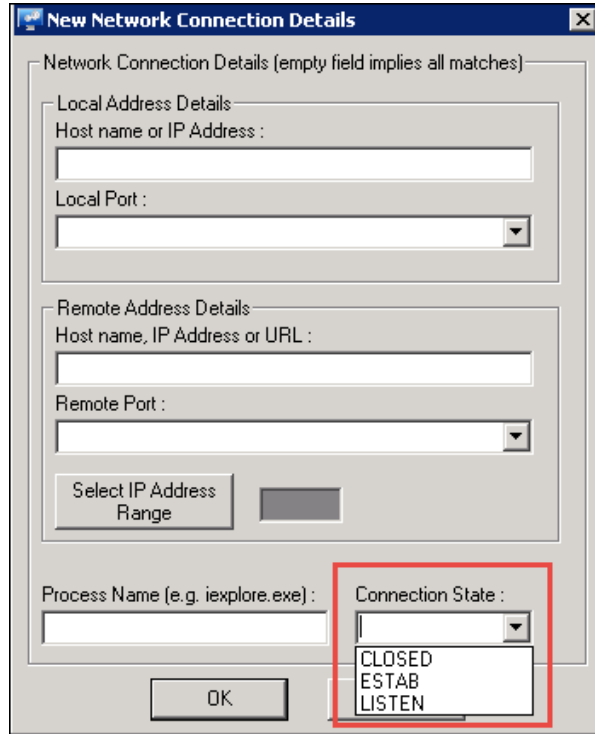 New Network Connection Details
Network Connection Details (empty field implies all matches)
Local Address Details
Host name or IP Address :
Local Port :
Remote Address Details
Host name, IP Address or URL :
Remote Port :
Select IP Address
Range
Process Name (e.g. iexplore.exe) :
Connection State :
CLOSED
ESTAB
LISTEN
OK